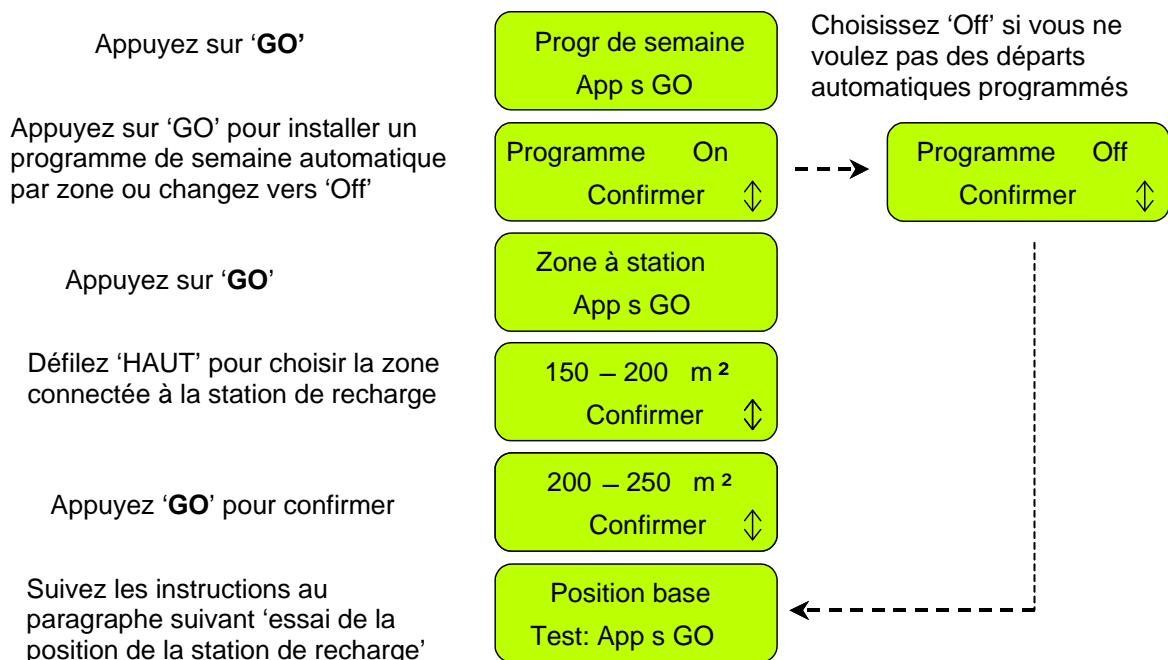 Appuyez sur ‘GO’
Progr de semaine
App s GO
Choisissez ‘Off’ si vous ne
voulez pas des départs
automatiques programmés
Appuyez sur ‘GO’ pour installer un
programme de semaine automatique
par zone ou changez vers ‘Off’
Programme On
Confirmer
Programme Off
Confirmer
Appuyez sur ‘GO’
Zone à station
App s GO
Défilez ‘HAUT’ pour choisir la zone
connectée à la station de recharge
150 – 200 m²
Confirmer
Appuyez ‘GO’ pour confirmer
200 – 250 m²
Confirmer
Suivez les instructions au
paragraphe suivant ‘essai de la
position de la station de recharge’
Position base
Test: App s GO